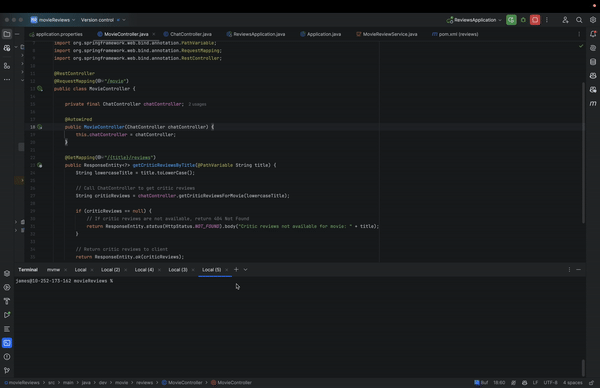 movieReviews
Version control
ReviewsApplication
application.properties
MovieController.java
ChatController.java
ReviewsApplication.java
Application.java
MovieReviewService.java
pom.xml (reviews)
import org.springframework.web.bind.annotation.PathVariable;
import org.springframework.web.bind.annotation.RequestMapping;
import org.springframework.web.bind.annotation.RestController;
@RestController
@RequestMapping("/movie")
public class MovieController {
private final ChatController chatController; 2 usages
@Autowired
public MovieController(ChatController chatController) {
this.chatController = chatController;
}
@GetMapping("/{title}/reviews")
public ResponseEntity<?> getCriticReviewsByTitle(@PathVariable String title) {
String lowercaseTitle = title.toLowerCase();
// Call ChatController to get critic reviews
String criticReviews = chatController.getCriticReviewsForMovie(lowercaseTitle);
if (criticReviews == null) {
// If critic reviews are not available, return 404 Not Found
return ResponseEntity.status(HttpStatus.NOT_FOUND).body("Critic reviews not available for movie: " + title);
}
// Return critic reviews to client
return ResponseEntity.ok(criticReviews);
Terminal
mvnw
Local
Local (2)
Local (4)
Local (3)
Local (5)
james@10-252-173-162 movieReviews %
movieReviews > src > main > java > dev > movie > reviews > MovieController > MovieController
18:60
LF
UTF-8
4 spaces